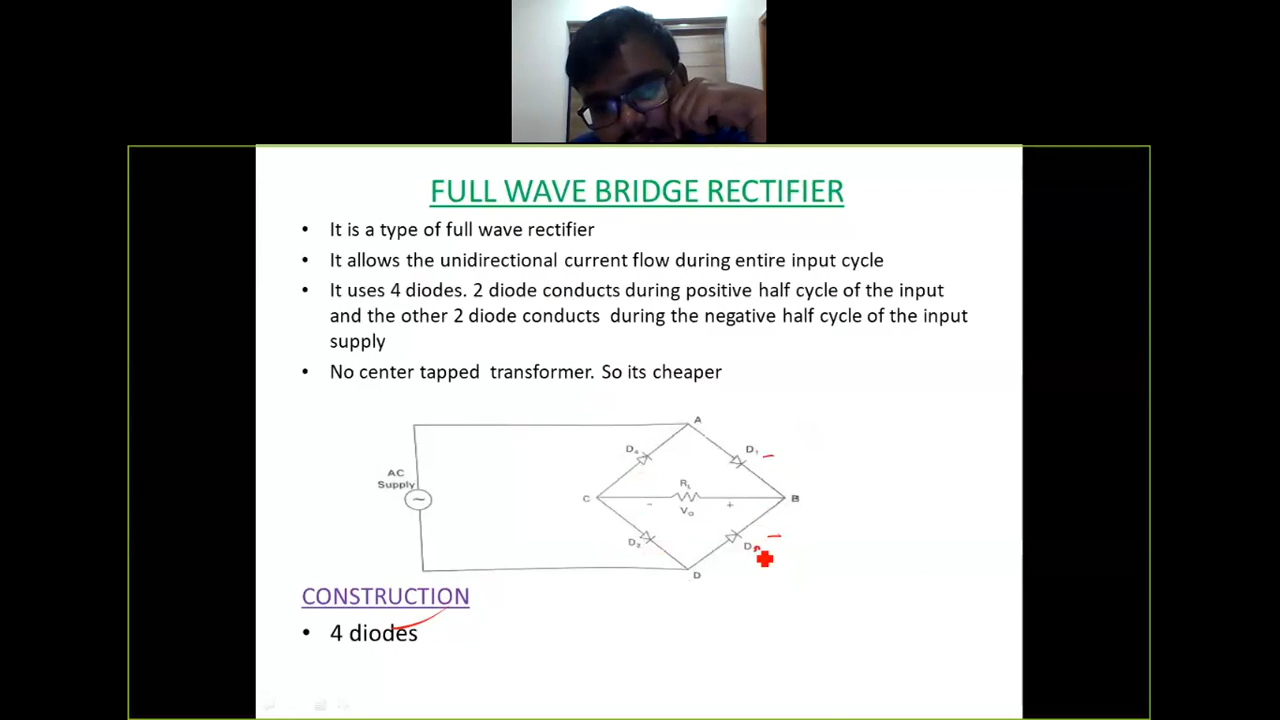 FULL WAVE BRIDGE RECTIFIER
• It is a type of full wave rectifier
• It allows the unidirectional current flow during entire input cycle
• It uses 4 diodes. 2 diode conducts during positive half cycle of the input
and the other 2 diode conducts during the negative half cycle of the input
supply
• No center tapped transformer. So its cheaper
A
D₄
D₁
AC
Supply
~
C
R
B
-
V₀
+
D₂
D
D
CONSTRUCTION
• 4 diodes